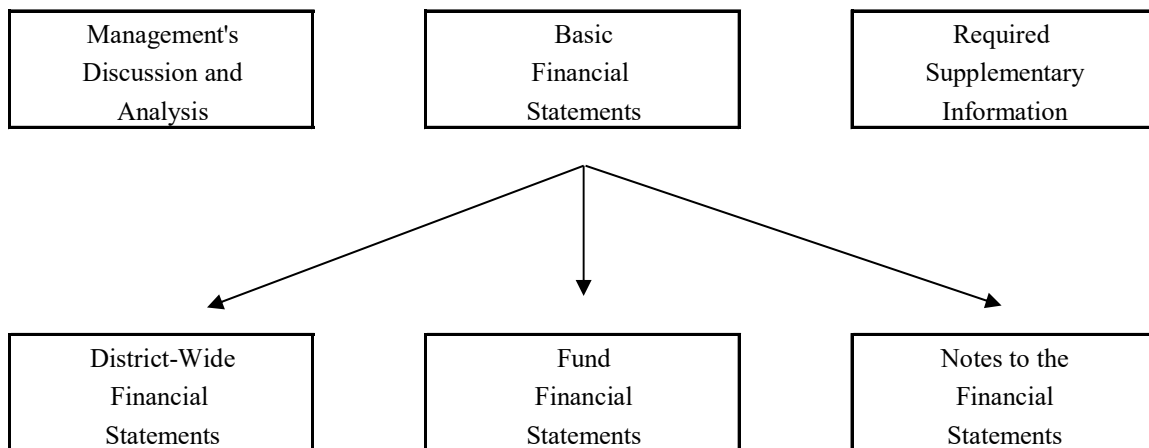 Management's
Discussion and
Analysis
Basic
Financial
Statements
Required
Supplementary
Information
District-Wide
Financial
Statements
Fund
Financial
Statements
Notes to the
Financial
Statements